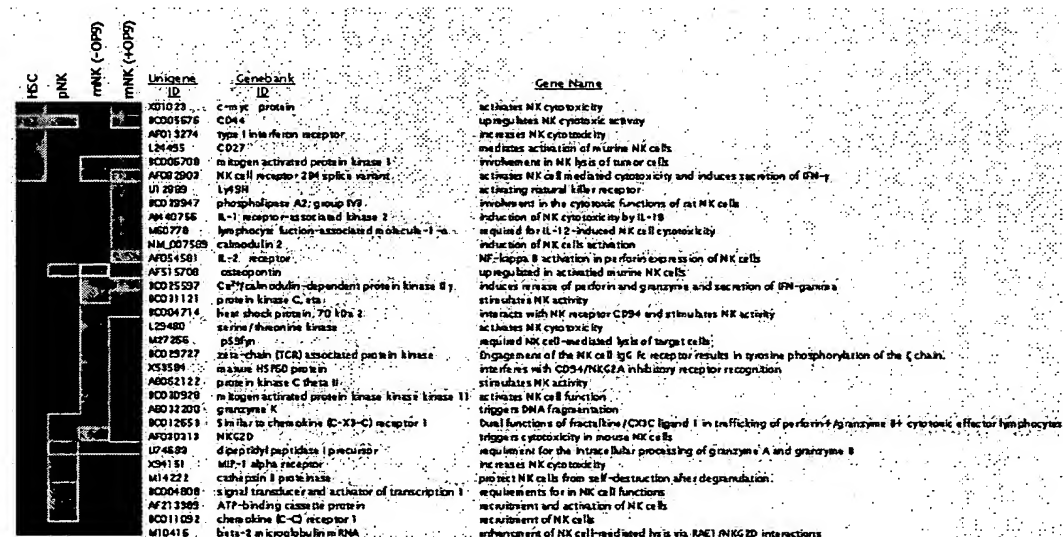 HSC
pNK
mNK (-OP9)
mNK (+OP9)
Unigene ID Genebank ID Gene Name
X01023 c-myc protein activates NK cytotoxicity
BC005676 CD44 upregulates NK cytotoxic activity
AF013274 type I interferon receptor increases NK cytotoxicity
L24495 CD27 mediates activation of murine NK cells
BC006708 mitogen activated protein kinase 1 involvement in NK lysis of tumor cells
AF082903 NK cell receptor 2B4 splice variant activates NK cell mediated cytotoxicity and induces secretion of IFN-γ
U12889 Ly49H activating natural killer receptor
BC039947 phospholipase A2, group IVB involvement in the cytotoxic functions of rat NK cells
AK40756 IL-1 receptor-associated kinase 2 induction of NK cytotoxicity by IL-18
M60778 lymphocyte fuction-associated molecule-1-α required for IL-12-induced NK cell cytotoxicity
NM_007589 calmodulin 2 induction of NK cells activation
AF054581 IL-2 receptor NF-kappa B activation in perforin expression of NK cells
AF515708 osteopontin upregulated in activatied murine NK cells
BC025597 Ca²⁺/calmodulin-dependent protein kinase II γ induces release of perforin and granzyme and secretion of IFN-gamma
BC031121 protein kinase C, eta stimulates NK activity
BC004714 heat shock protein, 70 kDa 2 interacts with NK receptor CD94 and stimulates NK activity
L29480 serine/threonine kinase activates NK cytotoxicity
M27266 p59fyn required NK cell-mediated lysis of target cells
BC029727 zeta-chain (TCR) associated protein kinase Engagement of the NK cell IgG Fc receptor results in tyrosine phosphorylation of the ζ chain.
X53584 mature HSP60 protein interferes with CD94/NKG2A inhibitory receptor recognition
AB062122 protein kinase C theta II stimulates NK activity
BC030928 mitogen activated protein kinase kinase kinase 11 activates NK cell function
AB032200 granzyme K triggers DNA fragmentation
BC012653 Similar to chemokine (C-X3-C) receptor 1 Dual functions of fractalkine/CX3C ligand 1 in trafficking of perforin+/granzyme B+ cytotoxic effector lymphocytes
AF030313 NKG2D triggers cytotoxicity in mouse NK cells
U74683 dipeptidyl peptidase I precursor requirment for the intracellular processing of granzyme A and granzyme B
X94151 MIP-1 alpha receptor increases NK cytotoxicity
M14222 cathepsin B proteinase protect NK cells from self-destruction after degranulation
BC004808 signal transducer and activator of transcription 1 requirements for in NK cell functions
AF213389 ATP-binding cassette protein recruitment and activation of NK cells
BC011092 chemokine (C-C) receptor 1 recruitment of NK cells
M10416 beta-2 microglobulin mRNA enhancment of NK cell-mediated lysis via RAE1/NKG2D interactions